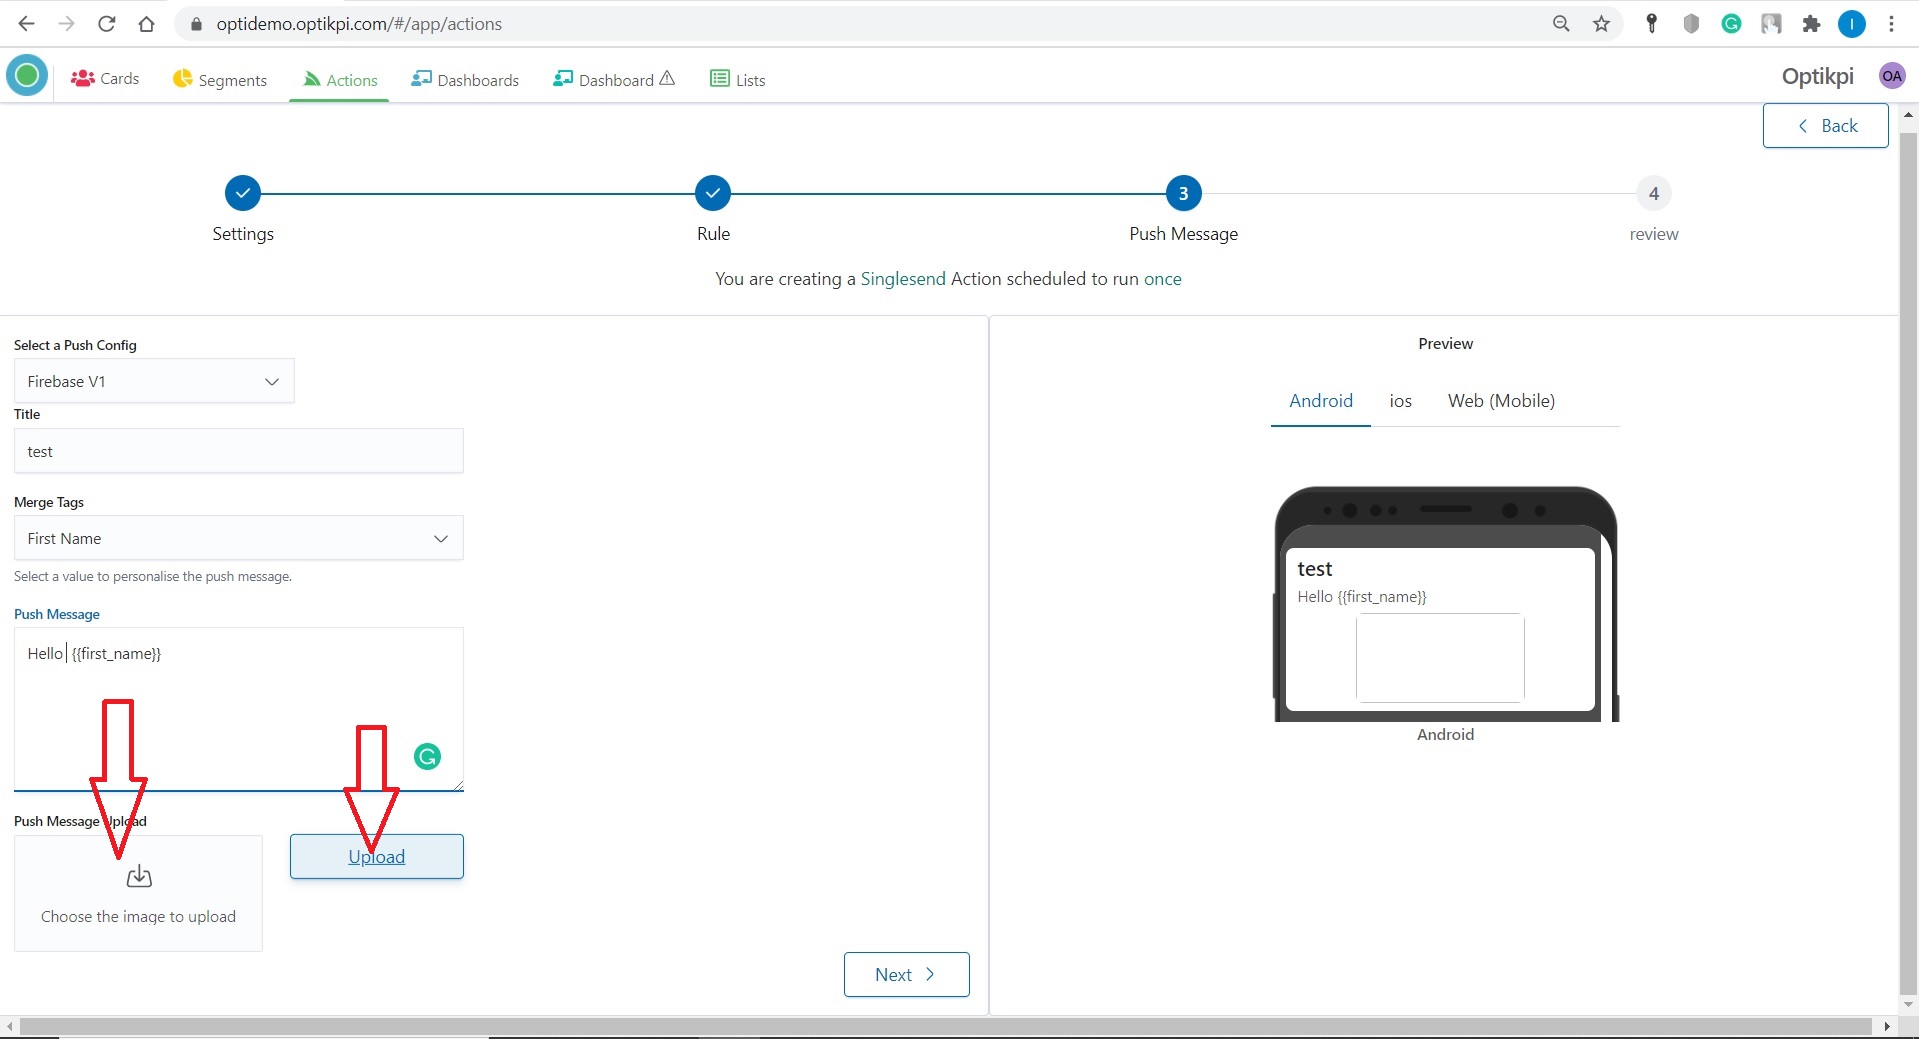 optidemo.optikpi.com/#/app/actions
I
Cards
Segments
Actions
Dashboards
Dashboard
Lists
Optikpi
OA
Back
3
4
Settings
Rule
Push Message
review
You are creating a Singlesend Action scheduled to run once
Select a Push Config
Firebase V1
Title
test
Merge Tags
First Name
Select a value to personalise the push message.
Push Message
Hello {{first_name}}
Push Message Upload
Upload
Choose the image to upload
Next
Preview
Android
ios
Web (Mobile)
test
Hello {{first_name}}
Android